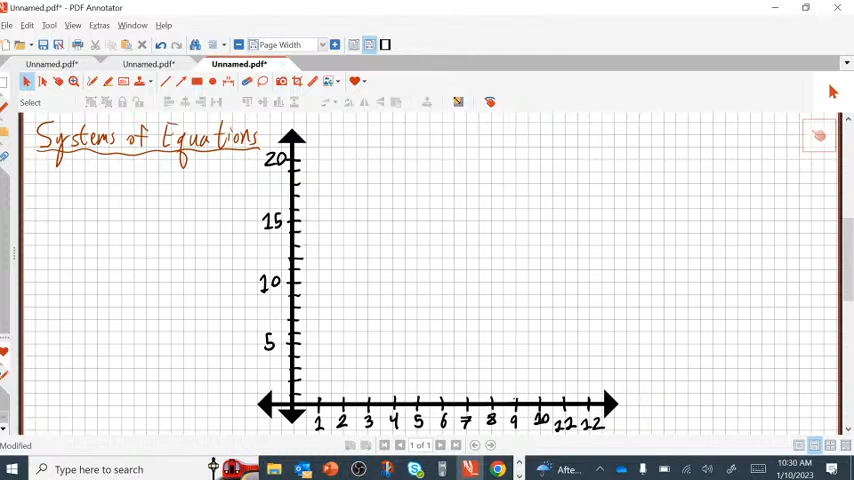 Unnamed.pdf* - PDF Annotator
File Edit Tool View Extras Window Help
Page Width
Unnamed.pdf* Unnamed.pdf* Unnamed.pdf*
Select
Systems of Equations
20
15
10
5
1 2 3 4 5 6 7 8 9 10 11 12
Modified
1 of 1
Type here to search
Afte...
10:30 AM
1/10/2023